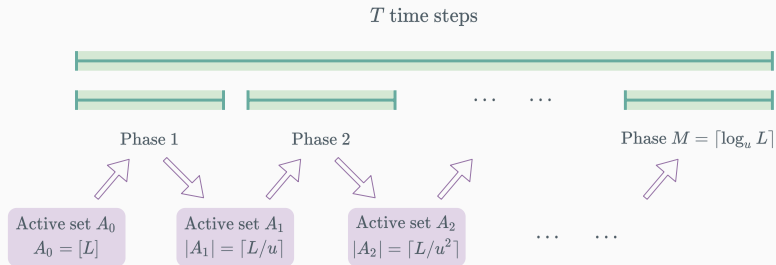 T time steps
... ...
Phase 1
Phase 2
Phase M = ⌈log_u L⌉
Active set A_0
A_0 = [L]
Active set A_1
|A_1| = ⌈L/u⌉
Active set A_2
|A_2| = ⌈L/u^2⌉
... ...